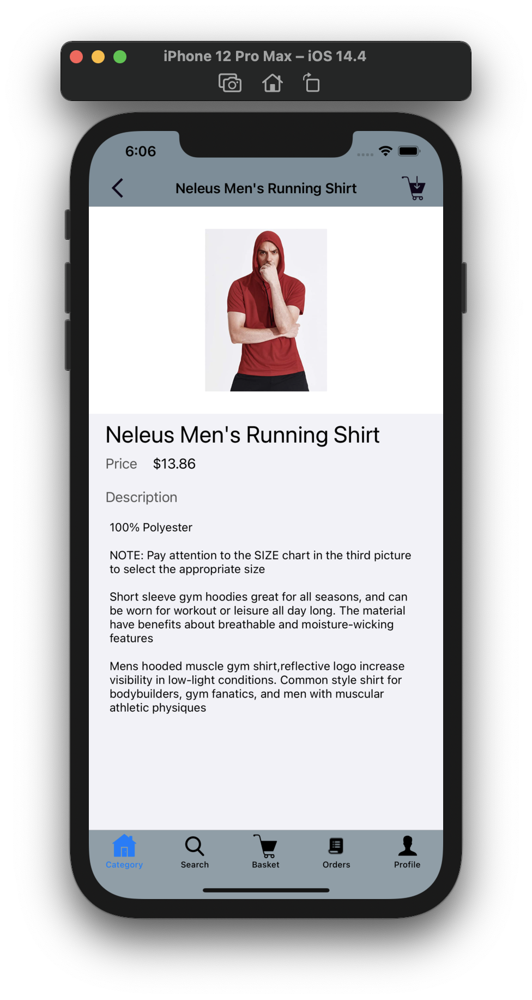 iPhone 12 Pro Max – iOS 14.4
6:06
Neleus Men's Running Shirt
Neleus Men's Running Shirt
Price $13.86
Description
100% Polyester
NOTE: Pay attention to the SIZE chart in the third picture
to select the appropriate size
Short sleeve gym hoodies great for all seasons, and can
be worn for workout or leisure all day long. The material
have benefits about breathable and moisture-wicking
features
Mens hooded muscle gym shirt,reflective logo increase
visibility in low-light conditions. Common style shirt for
bodybuilders, gym fanatics, and men with muscular
athletic physiques
Category Search Basket Orders Profile